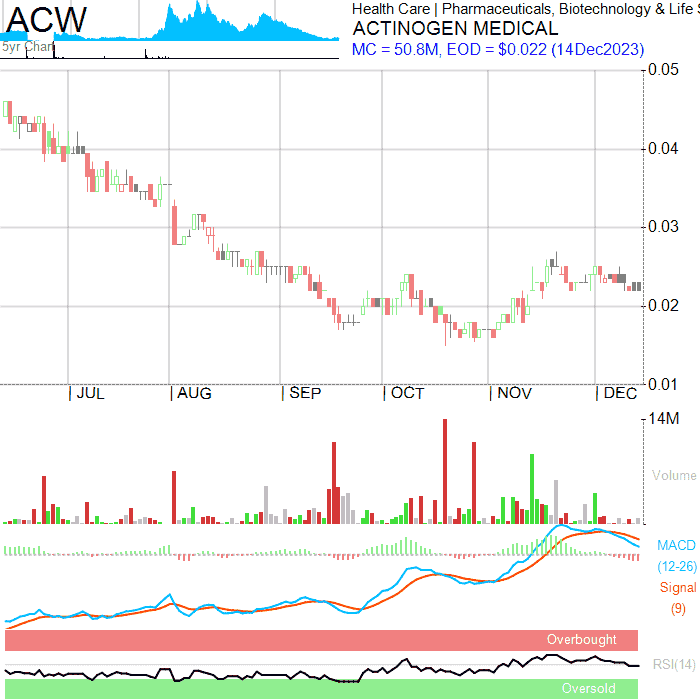 ACW
5yr Chart
Health Care | Pharmaceuticals, Biotechnology & Life S
ACTINOGEN MEDICAL
MC = 50.8M, EOD = $0.022 (14Dec2023)
0.05
0.04
0.03
0.02
0.01
| JUL | AUG | SEP | OCT | NOV | DEC
14M
Volume
MACD
(12-26)
Signal
(9)
Overbought
RSI(14)
Oversold